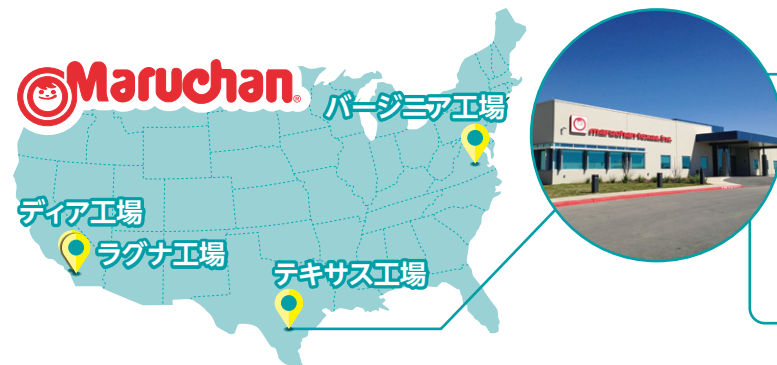 Maruchan®
バージニア工場
ディア工場
ラグナ工場
テキサス工場
maruchan texas, inc.